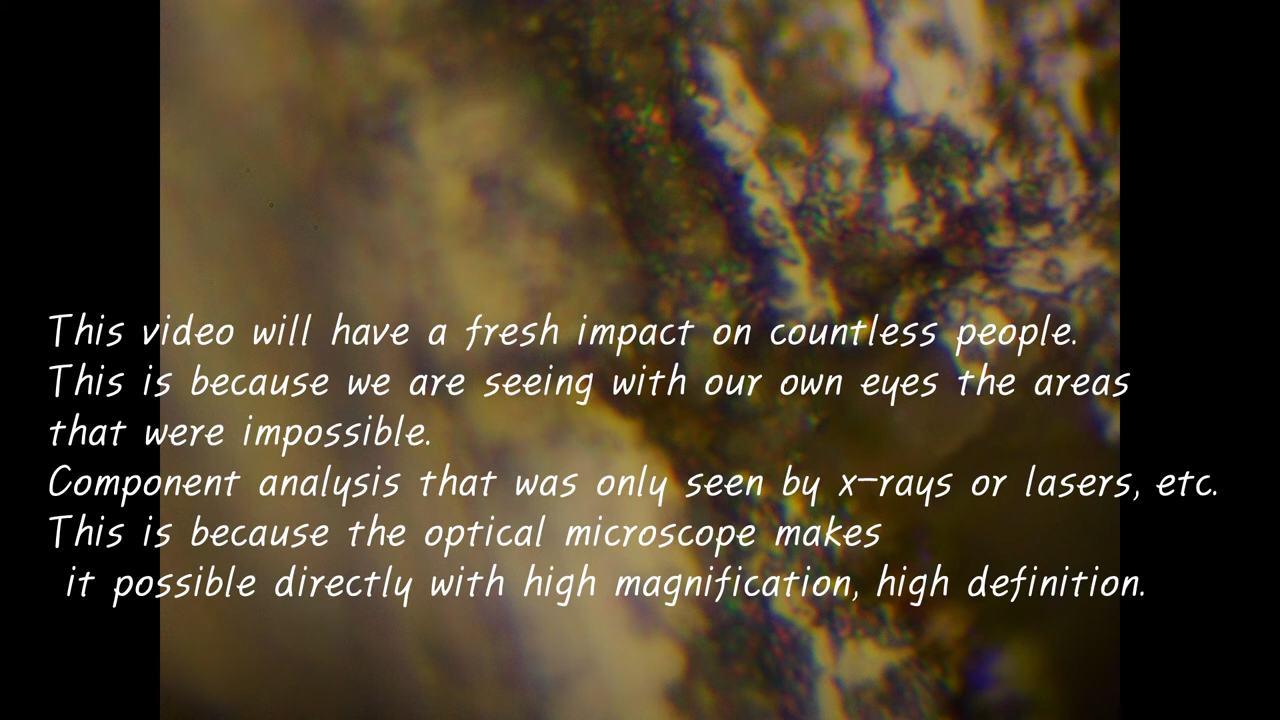 This video will have a fresh impact on countless people.
This is because we are seeing with our own eyes the areas
that were impossible.
Component analysis that was only seen by x-rays or lasers, etc.
This is because the optical microscope makes
it possible directly with high magnification, high definition.